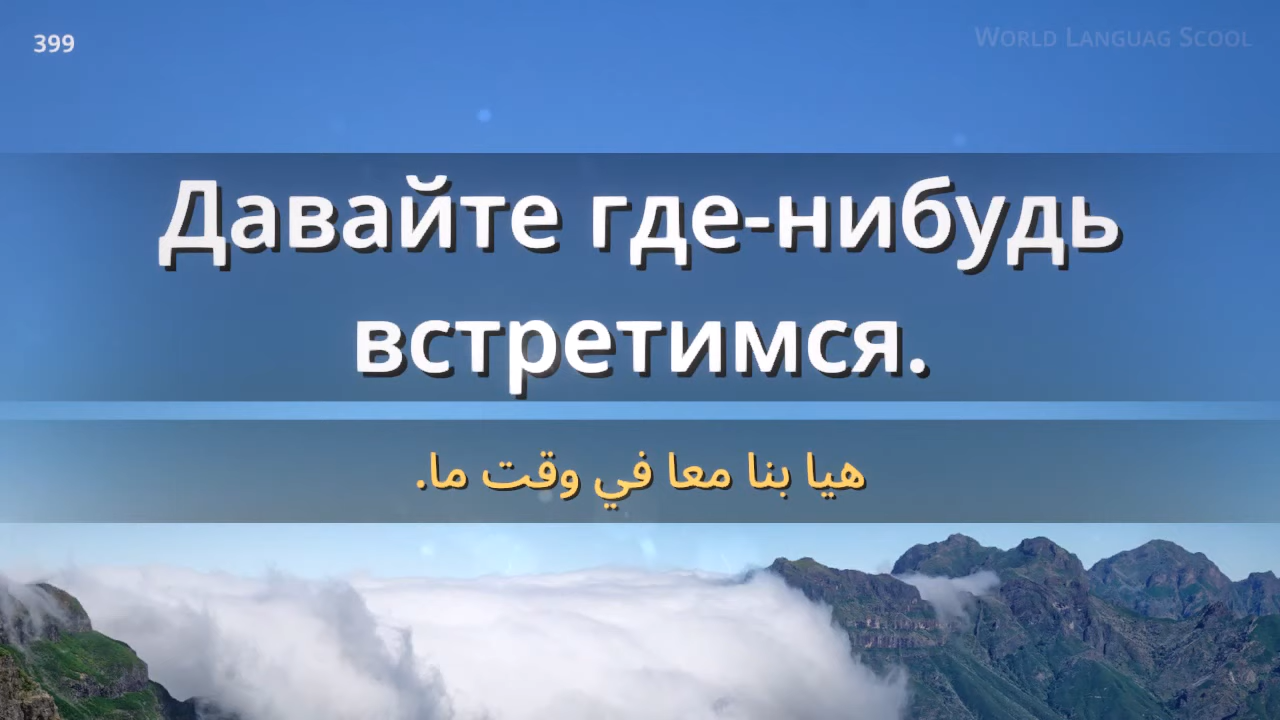 399
World Languag Scool
Давайте где-нибудь
встретимся.
هيا بنا معا في وقت ما.